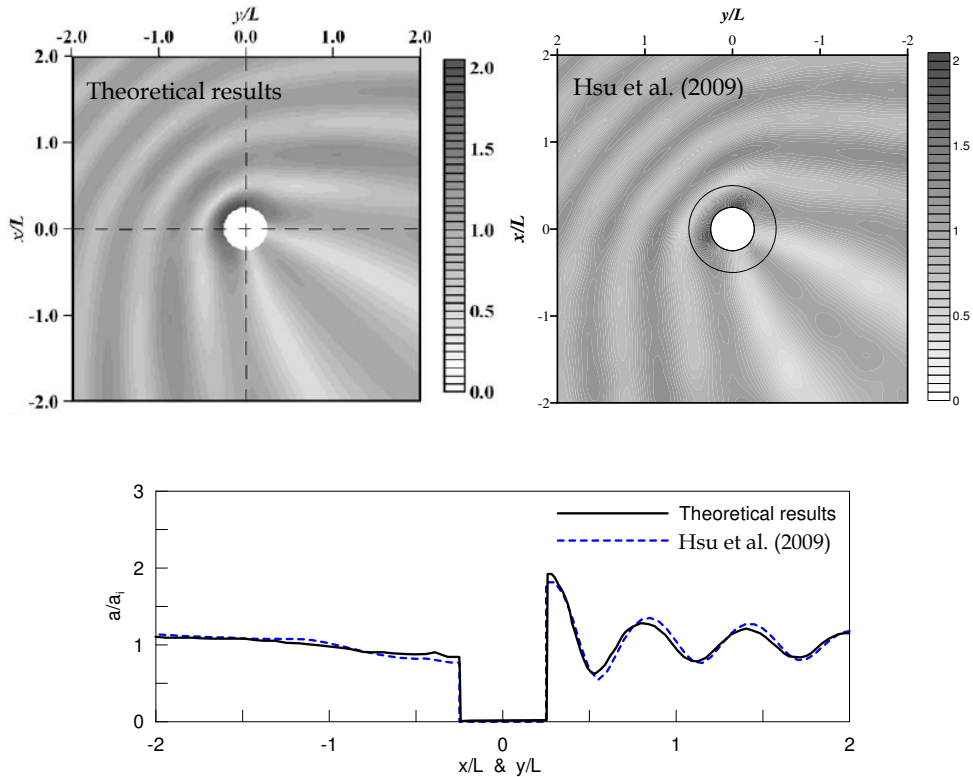 y/L
-2.0 -1.0 0.0 1.0 2.0
2.0
1.0
0.0
-1.0
-2.0
x/L
Theoretical results
2.0
1.5
1.0
0.5
0.0
y/L
2 1 0 -1 -2
2
1
0
-1
-2
x/L
Hsu et al. (2009)
2
1.5
1
0.5
0
3
2
1
0
a/ai
Theoretical results
Hsu et al. (2009)
-2 -1 0 1 2
x/L & y/L